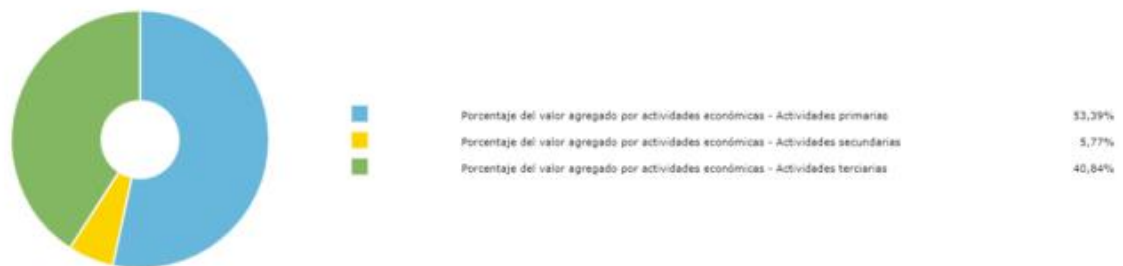 Porcentaje del valor agregado por actividades económicas - Actividades primarias 53,39%
Porcentaje del valor agregado por actividades económicas - Actividades secundarias 5,77%
Porcentaje del valor agregado por actividades económicas - Actividades terciarias 40,84%